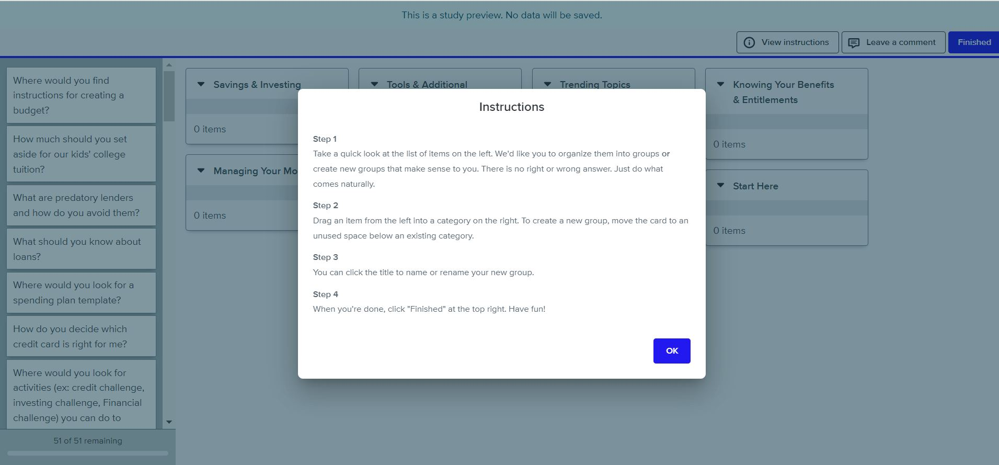 This is a study preview. No data will be saved.
View instructions
Leave a comment
Finished
Where would you find
instructions for creating a
budget?
How much should you set
aside for our kids' college
tuition?
What are predatory lenders
and how do you avoid them?
What should you know about
loans?
Where would you look for a
spending plan template?
How do you decide which
credit card is right for me?
Where would you look for
activities (ex: credit challenge,
investing challenge, Financial
challenge) you can do to
51 of 51 remaining
Savings & Investing
0 items
Tools & Additional
Trending Topics
Knowing Your Benefits
& Entitlements
0 items
Managing Your Mo
0 items
Start Here
0 items
Instructions
Step 1
Take a quick look at the list of items on the left. We'd like you to organize them into groups or
create new groups that make sense to you. There is no right or wrong answer. Just do what
comes naturally.
Step 2
Drag an item from the left into a category on the right. To create a new group, move the card to an
unused space below an existing category.
Step 3
You can click the title to name or rename your new group.
Step 4
When you're done, click "Finished" at the top right. Have fun!
OK